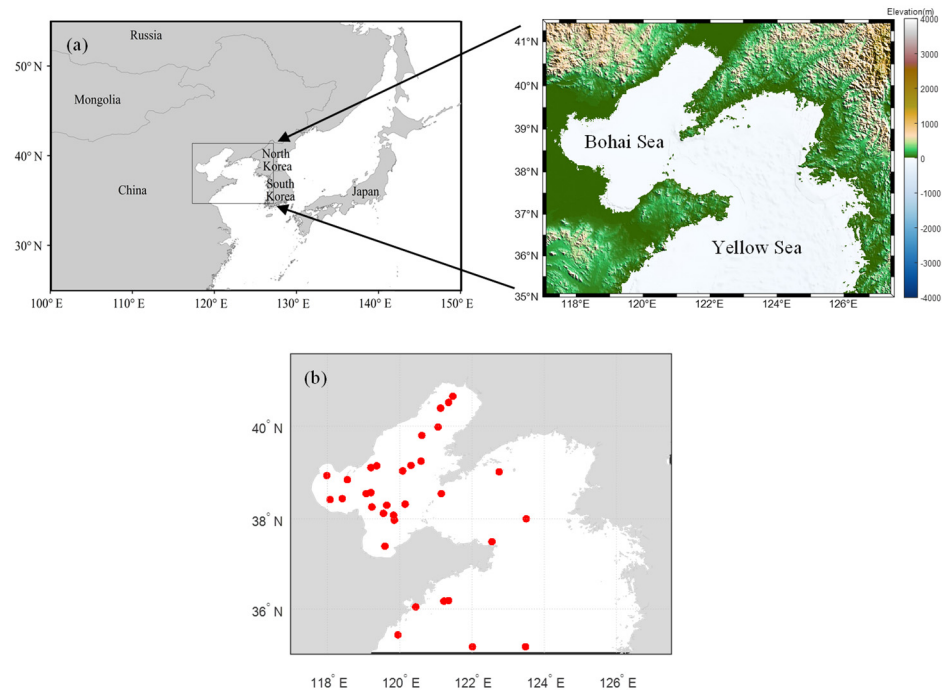 Elevation(m)
(a)
Russia
Mongolia
China
North
Korea
South
Korea
Japan
50° N
40° N
30° N
100° E
110° E
120° E
130° E
140° E
150° E
Bohai Sea
Yellow Sea
41°N
40°N
39°N
38°N
37°N
36°N
35°N
118°E
120°E
122°E
124°E
126°E
4000
3000
2000
1000
0
-1000
-2000
-3000
-4000
(b)
40° N
38° N
36° N
118° E
120° E
122° E
124° E
126° E